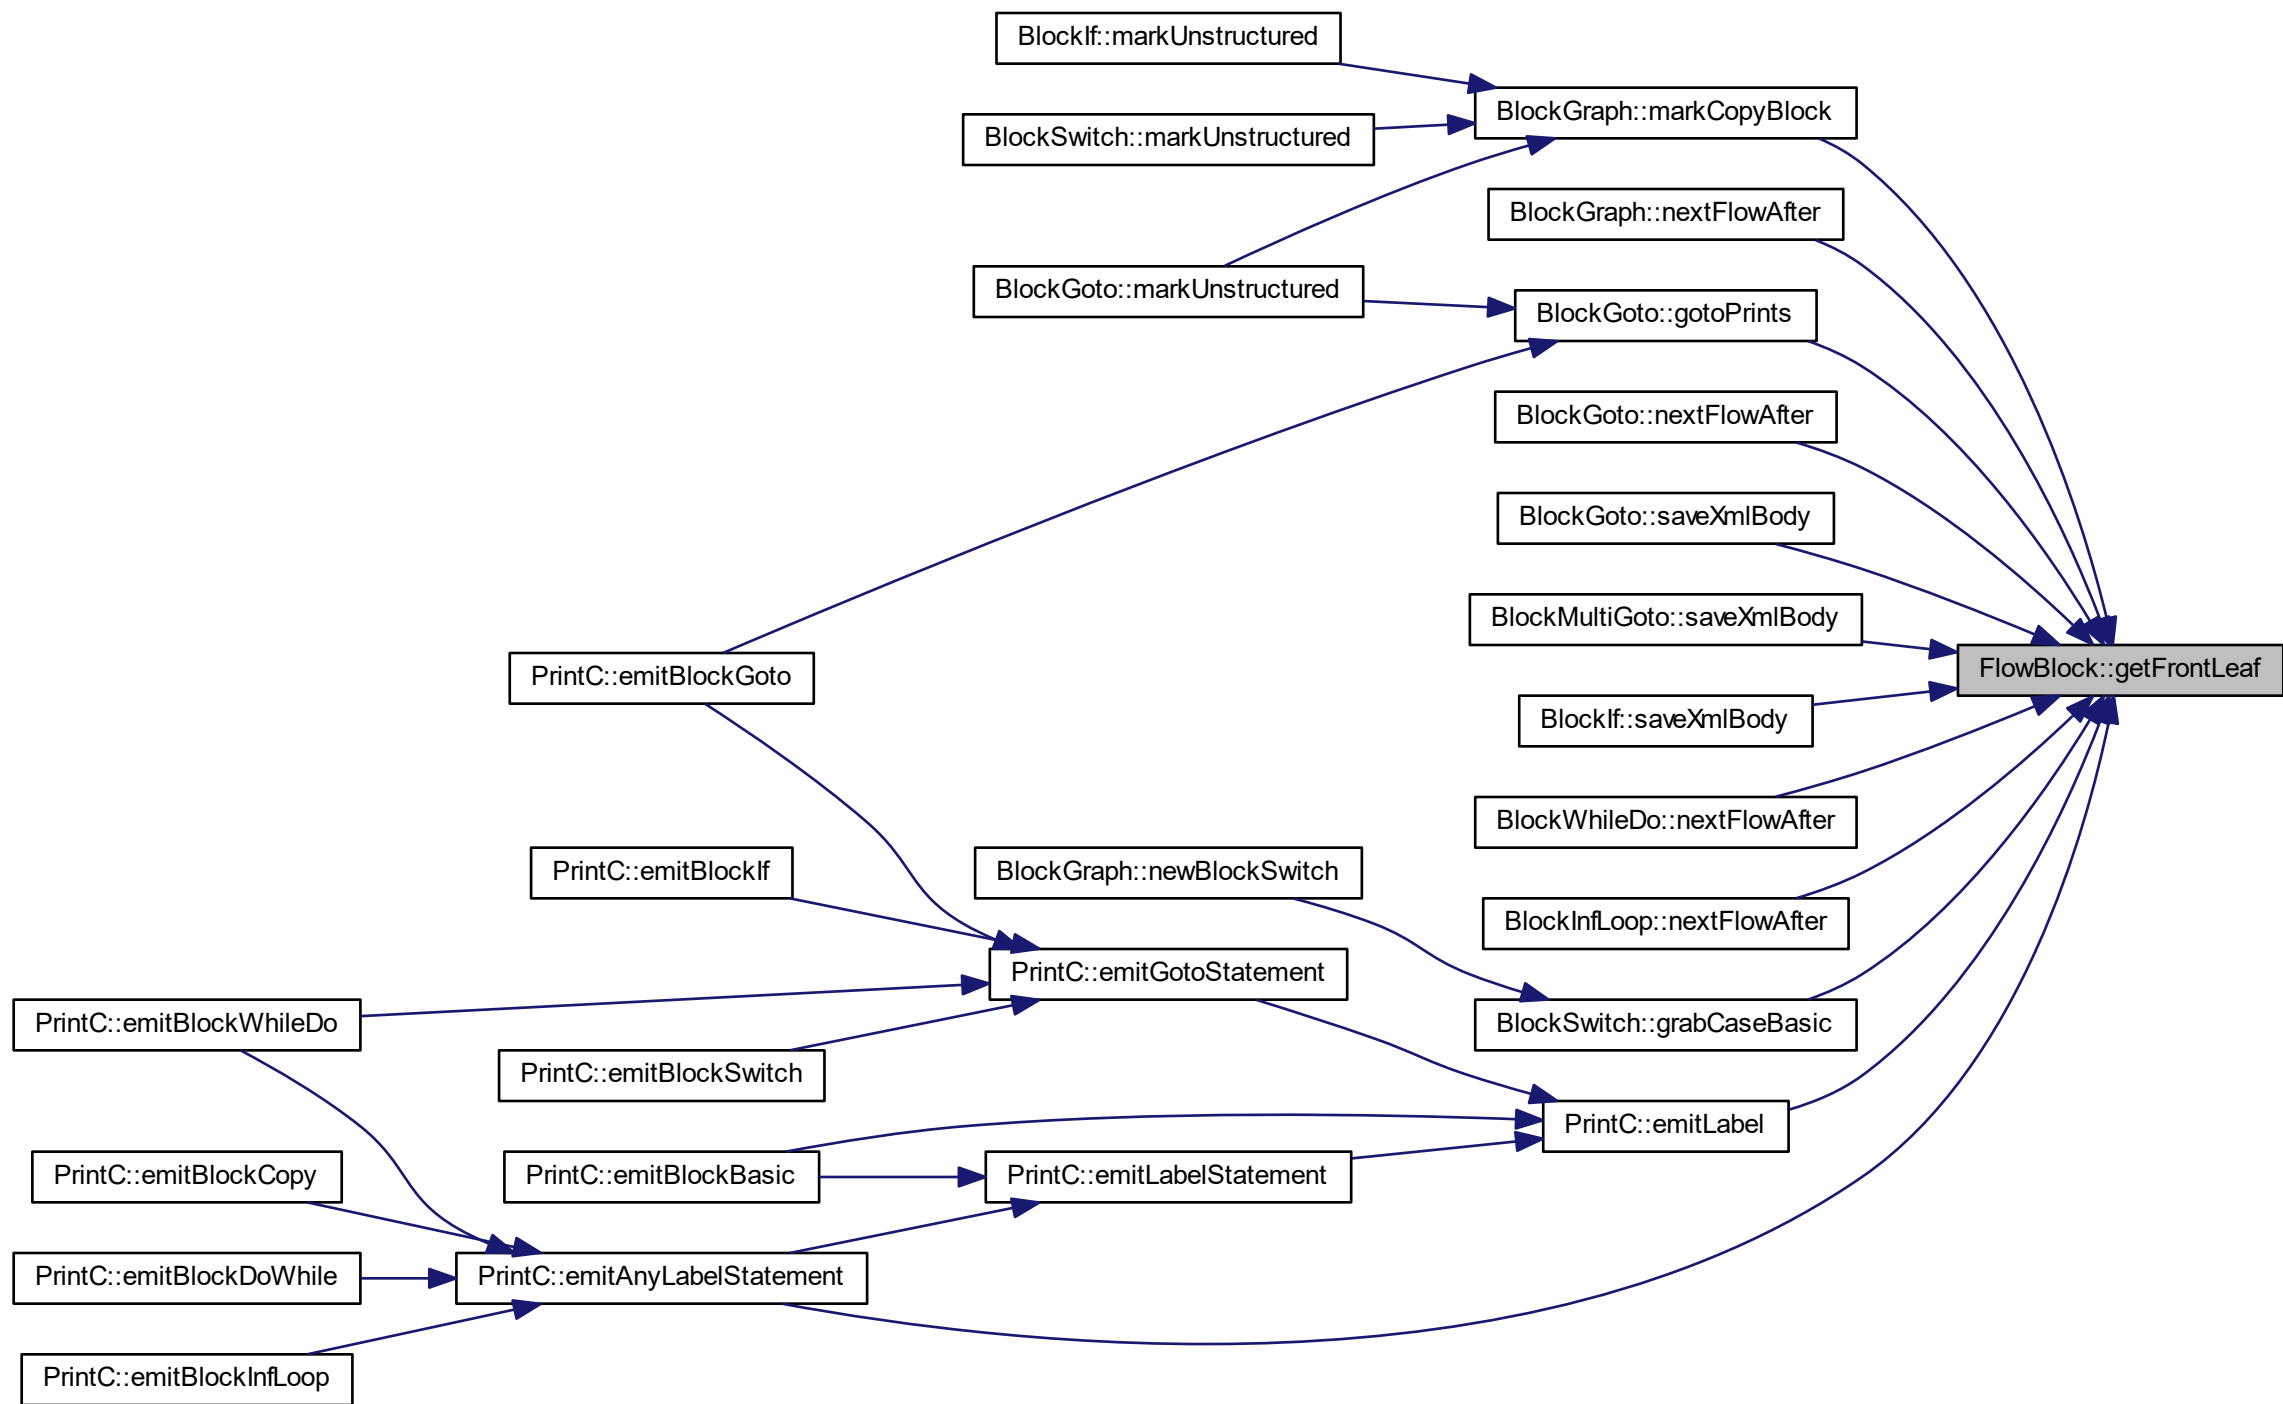 BlockIf::markUnstructured
BlockGraph::markCopyBlock
BlockSwitch::markUnstructured
BlockGraph::nextFlowAfter
BlockGoto::markUnstructured
BlockGoto::gotoPrints
BlockGoto::nextFlowAfter
BlockGoto::saveXmlBody
BlockMultiGoto::saveXmlBody
FlowBlock::getFrontLeaf
PrintC::emitBlockGoto
BlockIf::saveXmlBody
BlockWhileDo::nextFlowAfter
PrintC::emitBlockIf
BlockGraph::newBlockSwitch
BlockInfLoop::nextFlowAfter
PrintC::emitGotoStatement
PrintC::emitBlockWhileDo
BlockSwitch::grabCaseBasic
PrintC::emitBlockSwitch
PrintC::emitLabel
PrintC::emitBlockCopy
PrintC::emitBlockBasic
PrintC::emitLabelStatement
PrintC::emitBlockDoWhile
PrintC::emitAnyLabelStatement
PrintC::emitBlockInfLoop